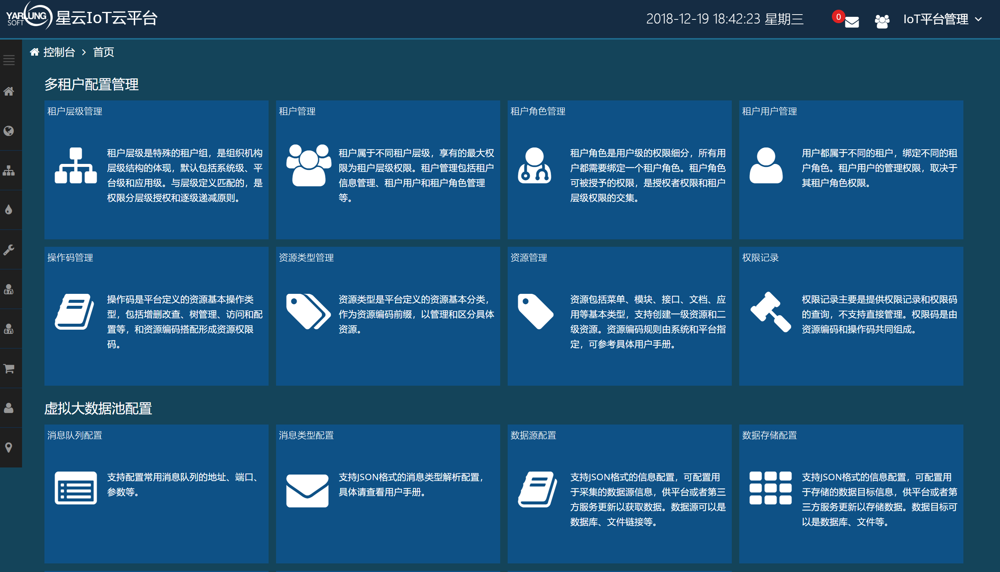 YARLUNG
SOFT
星云IoT云平台
2018-12-19 18:42:23 星期三
0
IoT平台管理
控制台
首页
多租户配置管理
租户层级管理
租户层级是特殊的租户组，是组织机构
层级结构的体现，默认包括系统级、平
台级和应用级。与层级定义匹配的，是
权限分层级授权和逐级递减原则。
租户管理
租户属于不同租户层级，享有的最大权
限为租户层级权限。租户管理包括租户
信息管理、租户用户和租户角色管理
等。
租户角色管理
租户角色是用户级的权限细分，所有用
户都需要绑定一个租户角色。租户角色
可被授予的权限，是授权者权限和租户
层级权限的交集。
租户用户管理
用户都属于不同的租户，绑定不同的租
户角色。租户用户的管理权限，取决于
其租户角色权限。
操作码管理
操作码是平台定义的资源基本操作类
型，包括增删改查、树管理、访问和配
置等，和资源编码搭配形成资源权限
码。
资源类型管理
资源类型是平台定义的资源基本分类，
作为资源编码前缀，以管理和区分具体
资源。
资源管理
资源包括菜单、模块、接口、文档、应
用等基本类型，支持创建一级资源和二
级资源。资源编码规则由系统和平台指
定，可参考具体用户手册。
权限记录
权限记录主要是提供权限记录和权限码
的查询，不支持直接管理。权限码是由
资源编码和操作码共同组成。
虚拟大数据池配置
消息队列配置
支持配置常用消息队列的地址、端口、
参数等。
消息类型配置
支持JSON格式的消息类型解析配置，
具体请查看用户手册。
数据源配置
支持JSON格式的信息配置，可配置用
于采集的数据源信息，供平台或者第三
方服务更新以获取数据。数据源可以是
数据库、文件链接等。
数据存储配置
支持JSON格式的信息配置，可配置用
于存储的数据目标信息，供平台或者第
三方服务更新以存储数据。数据目标可
以是数据库、文件等。